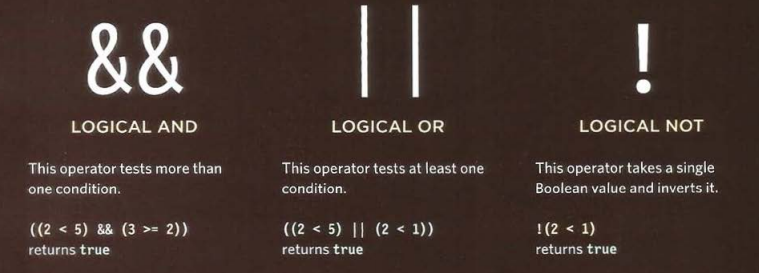 &&
LOGICAL AND
This operator tests more than
one condition.
((2 < 5) && (3 >= 2))
returns true
||
LOGICAL OR
This operator tests at least one
condition.
((2 < 5) || (2 < 1))
returns true
!
LOGICAL NOT
This operator takes a single
Boolean value and inverts it.
!(2 < 1)
returns true